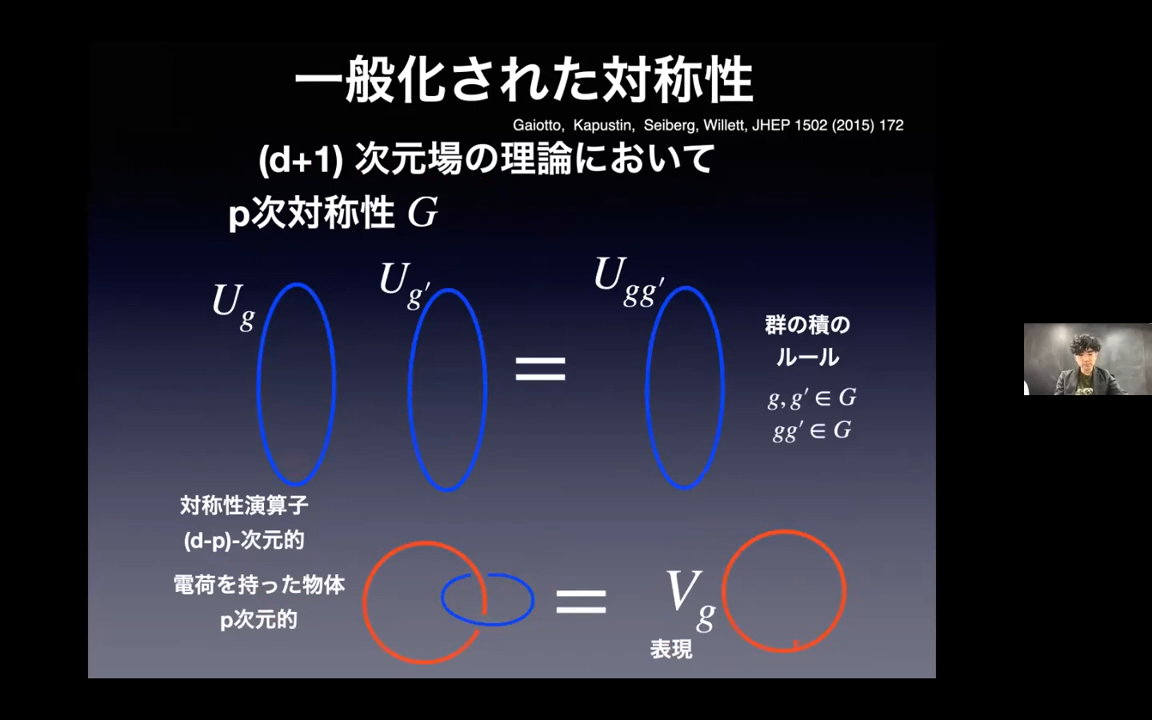 一般化された対称性
Gaiotto, Kapustin, Seiberg, Willett, JHEP 1502 (2015) 172
(d+1) 次元場の理論において
p次対称性 G
U_g
U_g′
=
U_gg′
群の積の
ルール
g, g′ ∈ G
gg′ ∈ G
対称性演算子
(d-p)-次元的
電荷を持った物体
p次元的
=
V_g
表現